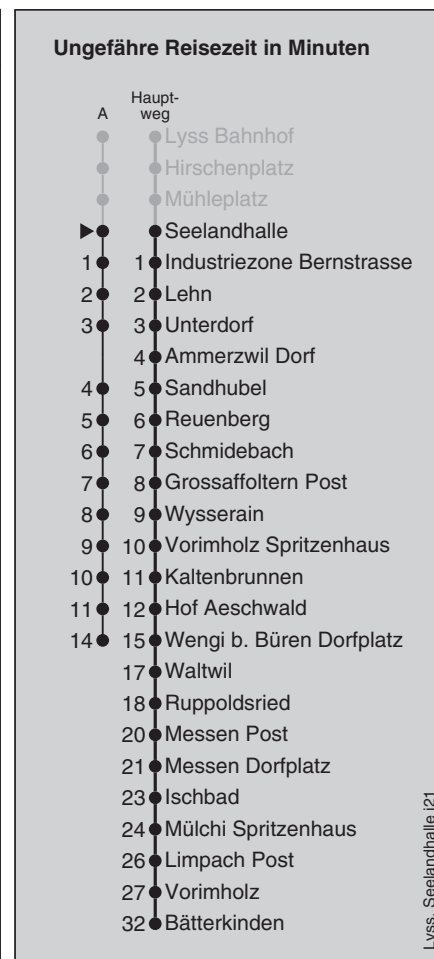 Ungefähre Reisezeit in Minuten
A Haupt-
weg
Lyss Bahnhof
Hirschenplatz
Mühleplatz
Seelandhalle
1 1 Industriezone Bernstrasse
2 2 Lehn
3 3 Unterdorf
4 Ammerzwil Dorf
4 5 Sandhubel
5 6 Reuenberg
6 7 Schmidebach
7 8 Grossaffoltern Post
8 9 Wysserain
9 10 Vorimholz Spritzenhaus
10 11 Kaltenbrunnen
11 12 Hof Aeschwald
14 15 Wengi b. Büren Dorfplatz
17 Waltwil
18 Ruppoldsried
20 Messen Post
21 Messen Dorfplatz
23 Ischbad
24 Mülchi Spritzenhaus
26 Limpach Post
27 Vorimholz
32 Bätterkinden
Lyss, Seelandhalle j21